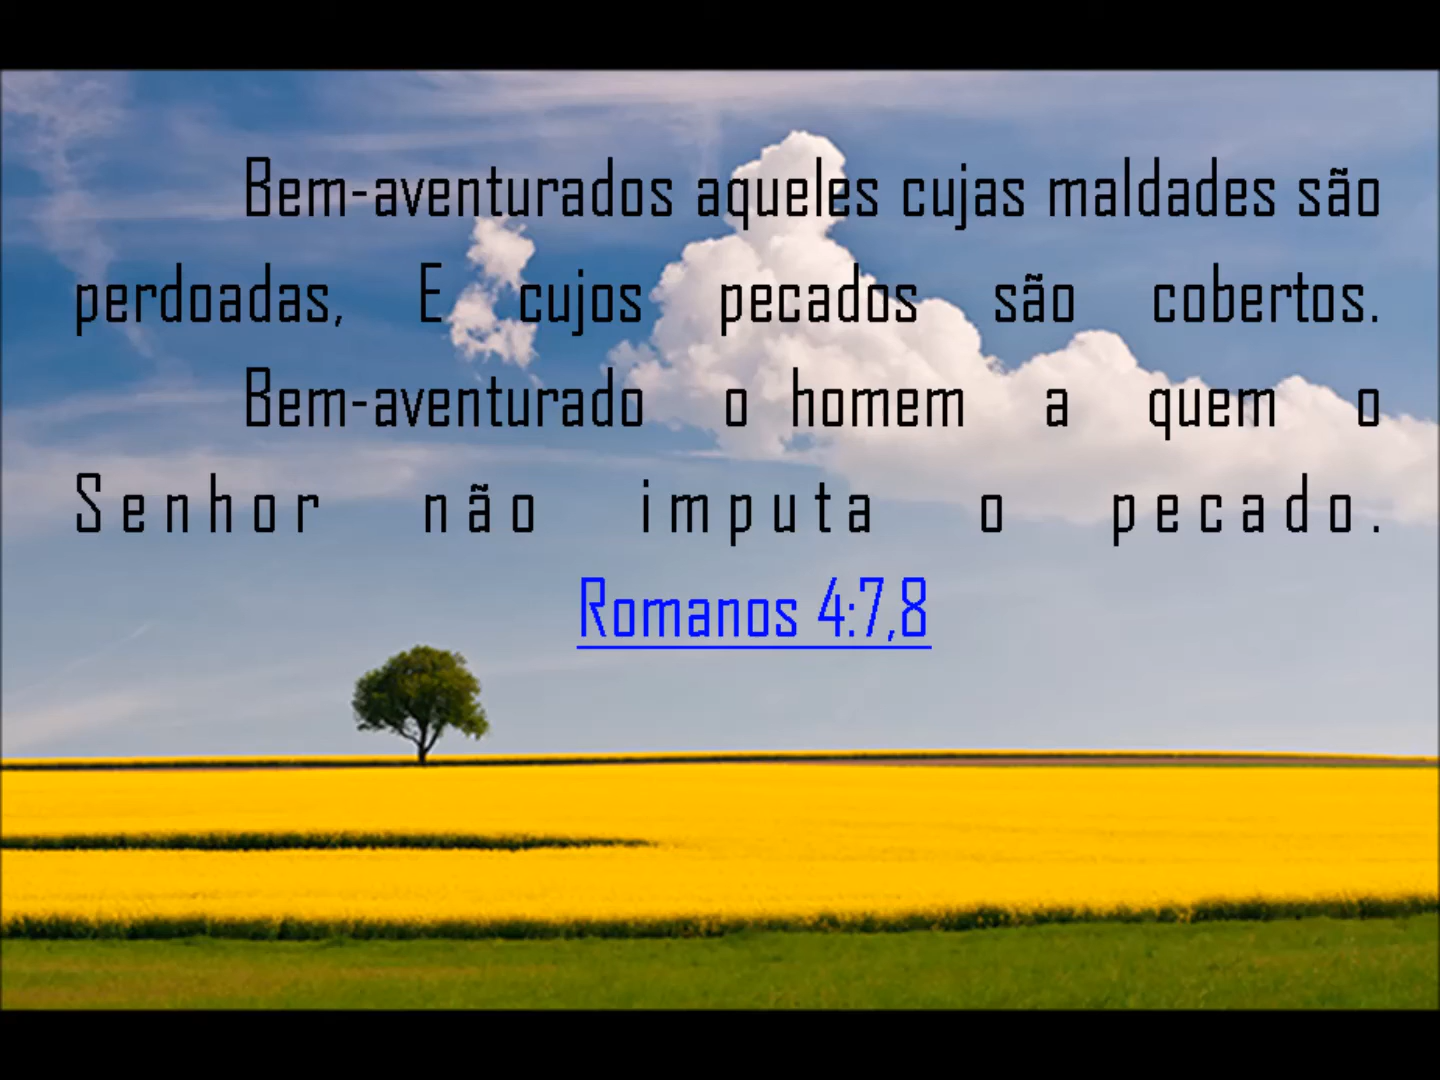 Bem-aventurados aqueles cujas maldades são
perdoadas, E cujos pecados são cobertos.
Bem-aventurado o homem a quem o
Senhor não imputa o pecado.
Romanos 4:7,8